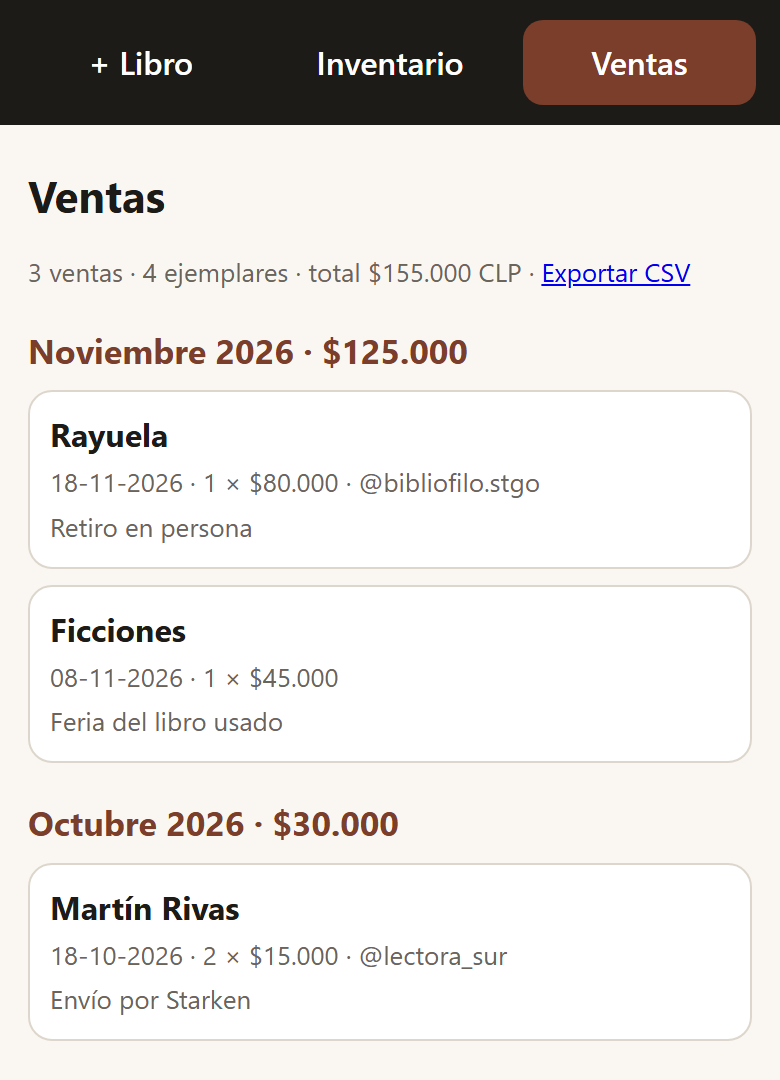 + Libro Inventario Ventas
Ventas
3 ventas · 4 ejemplares · total $155.000 CLP · Exportar CSV
Noviembre 2026 · $125.000
Rayuela
18-11-2026 · 1 × $80.000 · @bibliofilo.stgo
Retiro en persona
Ficciones
08-11-2026 · 1 × $45.000
Feria del libro usado
Octubre 2026 · $30.000
Martín Rivas
18-10-2026 · 2 × $15.000 · @lectora_sur
Envío por Starken